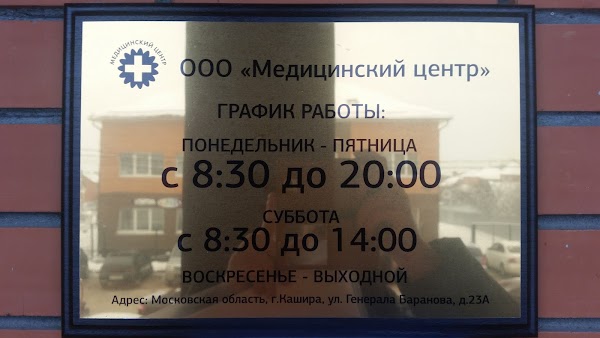 МЕДИЦИНСКИЙ ЦЕНТР
ООО «Медицинский центр»
ГРАФИК РАБОТЫ:
ПОНЕДЕЛЬНИК - ПЯТНИЦА
с 8:30 до 20:00
СУББОТА
с 8:30 до 14:00
ВОСКРЕСЕНЬЕ - ВЫХОДНОЙ
Адрес: Московская область, г.Кашира, ул. Генерала Баранова, д.23А